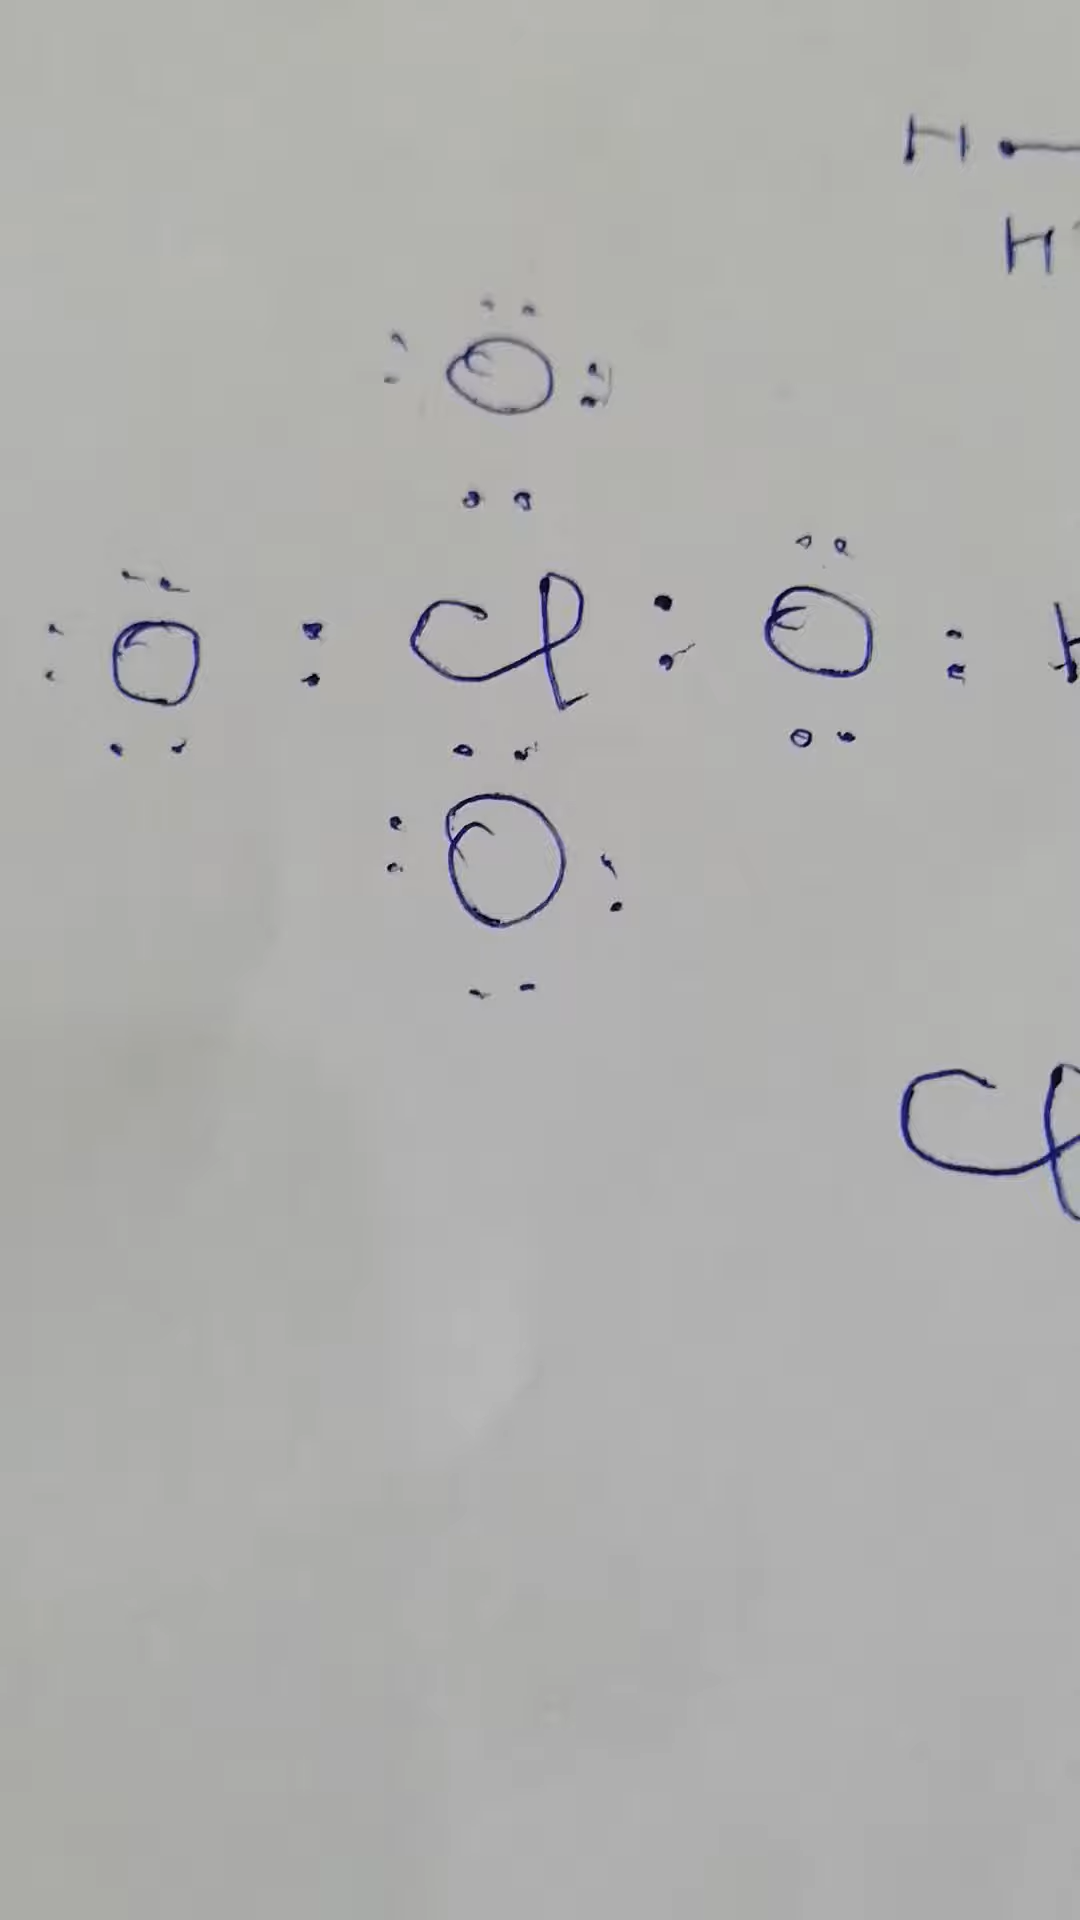 H •—
H
:Ö:
••
:Ö : Cl : Ö :
•• •• ••
:O:
••
Cl